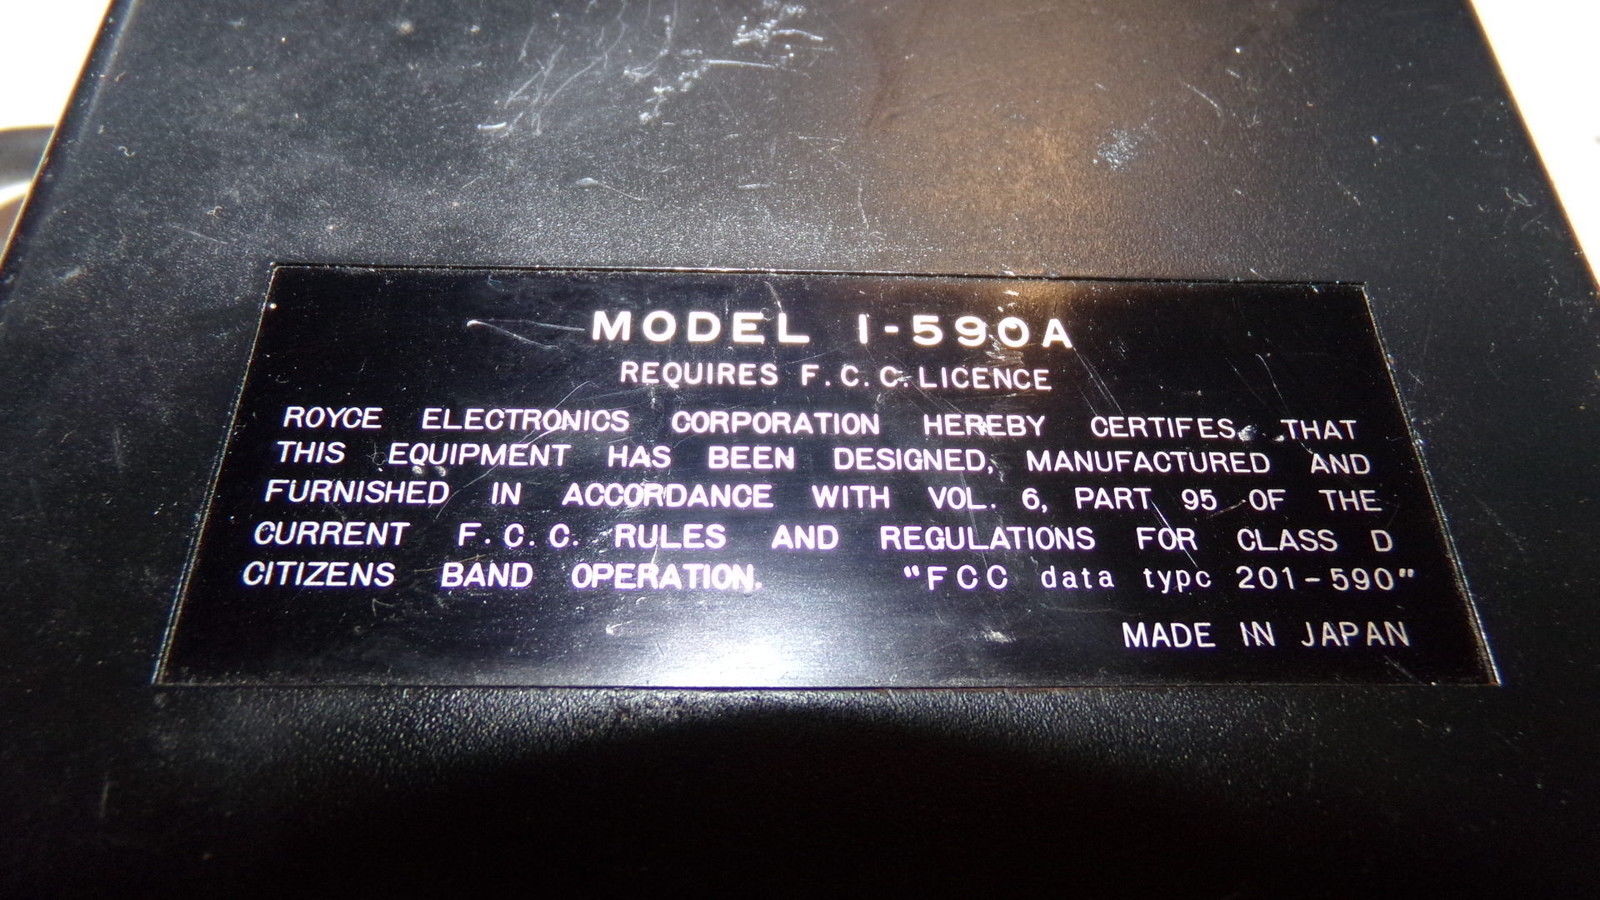 MODEL 1-590A
REQUIRES F.C.C. LICENCE
ROYCE ELECTRONICS CORPORATION HEREBY CERTIFES THAT
THIS EQUIPMENT HAS BEEN DESIGNED, MANUFACTURED AND
FURNISHED IN ACCORDANCE WITH VOL. 6, PART 95 OF THE
CURRENT F.C.C. RULES AND REGULATIONS FOR CLASS D
CITIZENS BAND OPERATION. "FCC data type 201-590"
MADE IN JAPAN